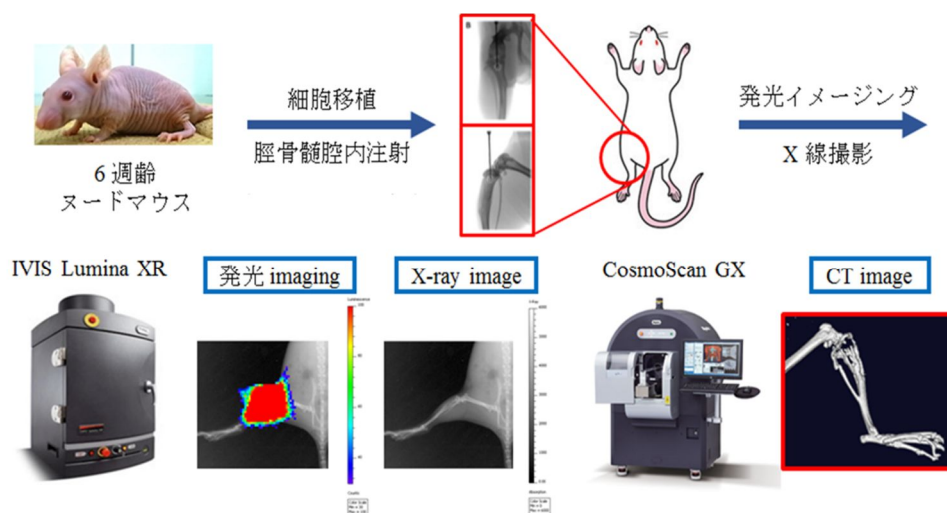 B
細胞移植
脛骨髄腔内注射
発光イメージング
X 線撮影
6 週齢
ヌードマウス
IVIS Lumina XR
発光 imaging
X-ray image
CosmoScan GX
CT image
Luminescence
Counts